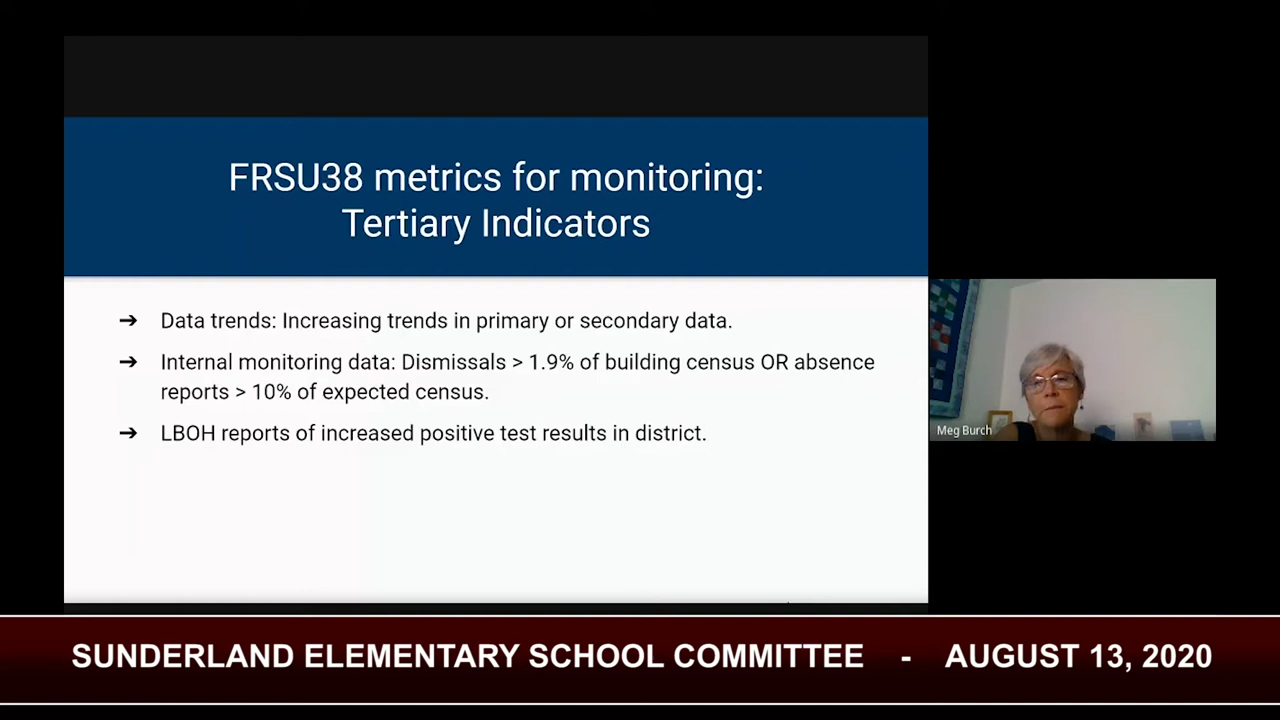 FRSU38 metrics for monitoring:
Tertiary Indicators
➔ Data trends: Increasing trends in primary or secondary data.
➔ Internal monitoring data: Dismissals > 1.9% of building census OR absence
reports > 10% of expected census.
➔ LBOH reports of increased positive test results in district.
Meg Burch
SUNDERLAND ELEMENTARY SCHOOL COMMITTEE - AUGUST 13, 2020